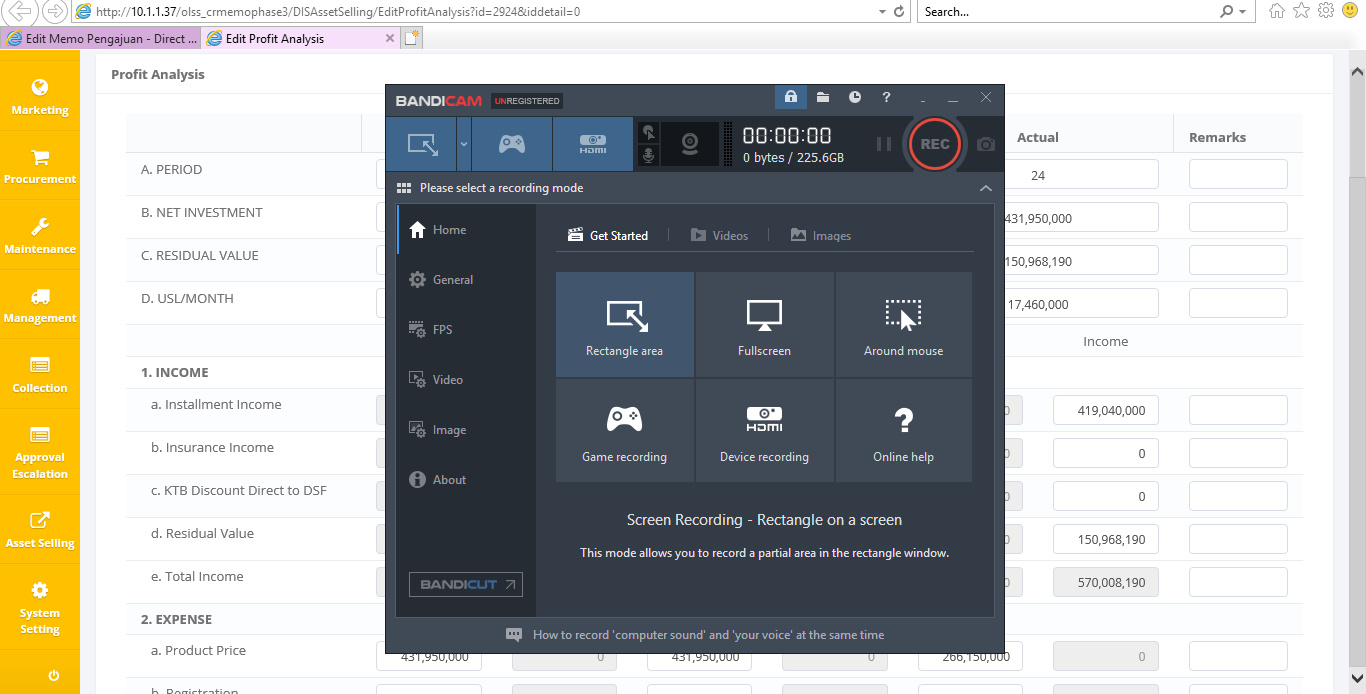 http://10.1.1.37/olss_crmemophase3/DISAssetSelling/EditProfitAnalysis?id=2924&iddetail=0
Search...
Edit Memo Pengajuan - Direct ...
Edit Profit Analysis
Marketing
Procurement
Maintenance
Management
Collection
Approval
Escalation
Asset Selling
System
Setting
Profit Analysis
Actual
Remarks
A. PERIOD
24
B. NET INVESTMENT
431,950,000
C. RESIDUAL VALUE
150,968,190
D. USL/MONTH
17,460,000
Income
1. INCOME
a. Installment Income
0
419,040,000
b. Insurance Income
0
0
c. KTB Discount Direct to DSF
0
0
d. Residual Value
0
150,968,190
e. Total Income
0
570,008,190
2. EXPENSE
a. Product Price
431,950,000
0
431,950,000
0
266,150,000
0
b. Registration
BANDICAM
UNREGISTERED
?
HDMI
00:00:00
0 bytes / 225.6GB
REC
Please select a recording mode
Home
General
FPS
Video
Image
About
BANDICUT
Get Started
Videos
Images
Rectangle area
Fullscreen
Around mouse
HDMI
?
Game recording
Device recording
Online help
Screen Recording - Rectangle on a screen
This mode allows you to record a partial area in the rectangle window.
How to record 'computer sound' and 'your voice' at the same time